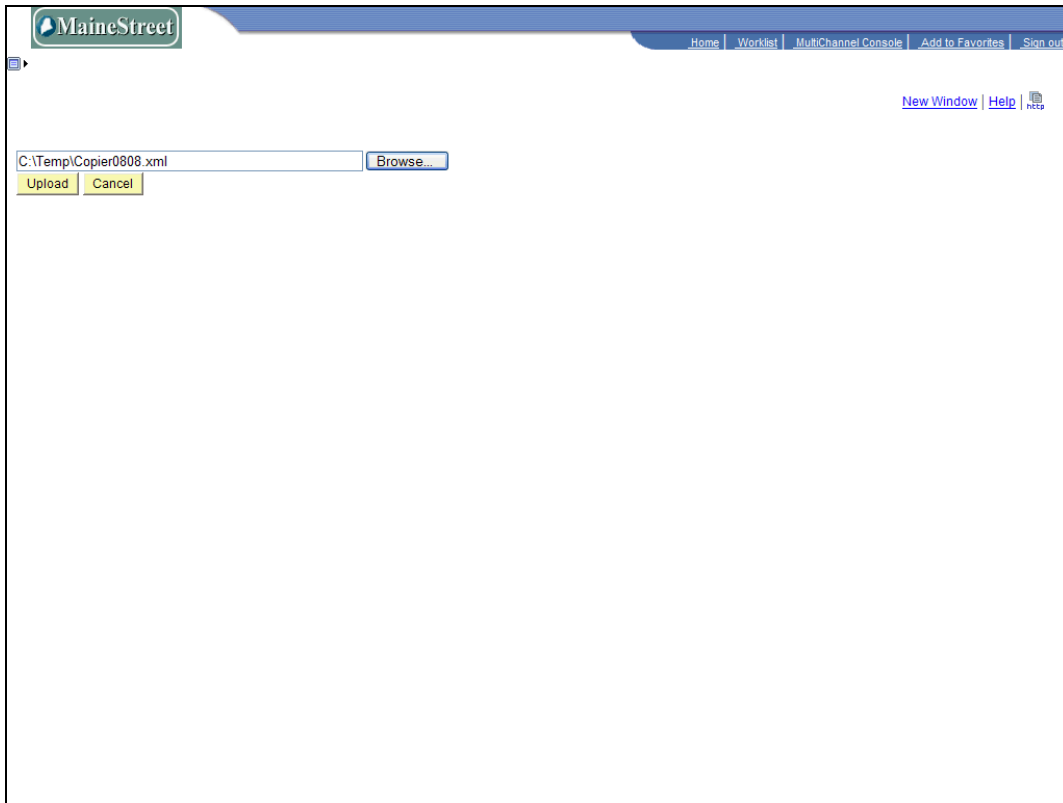 MaineStreet
Home Worklist MultiChannel Console Add to Favorites Sign out
New Window | Help | http
C:\Temp\Copier0808.xml Browse...
Upload Cancel